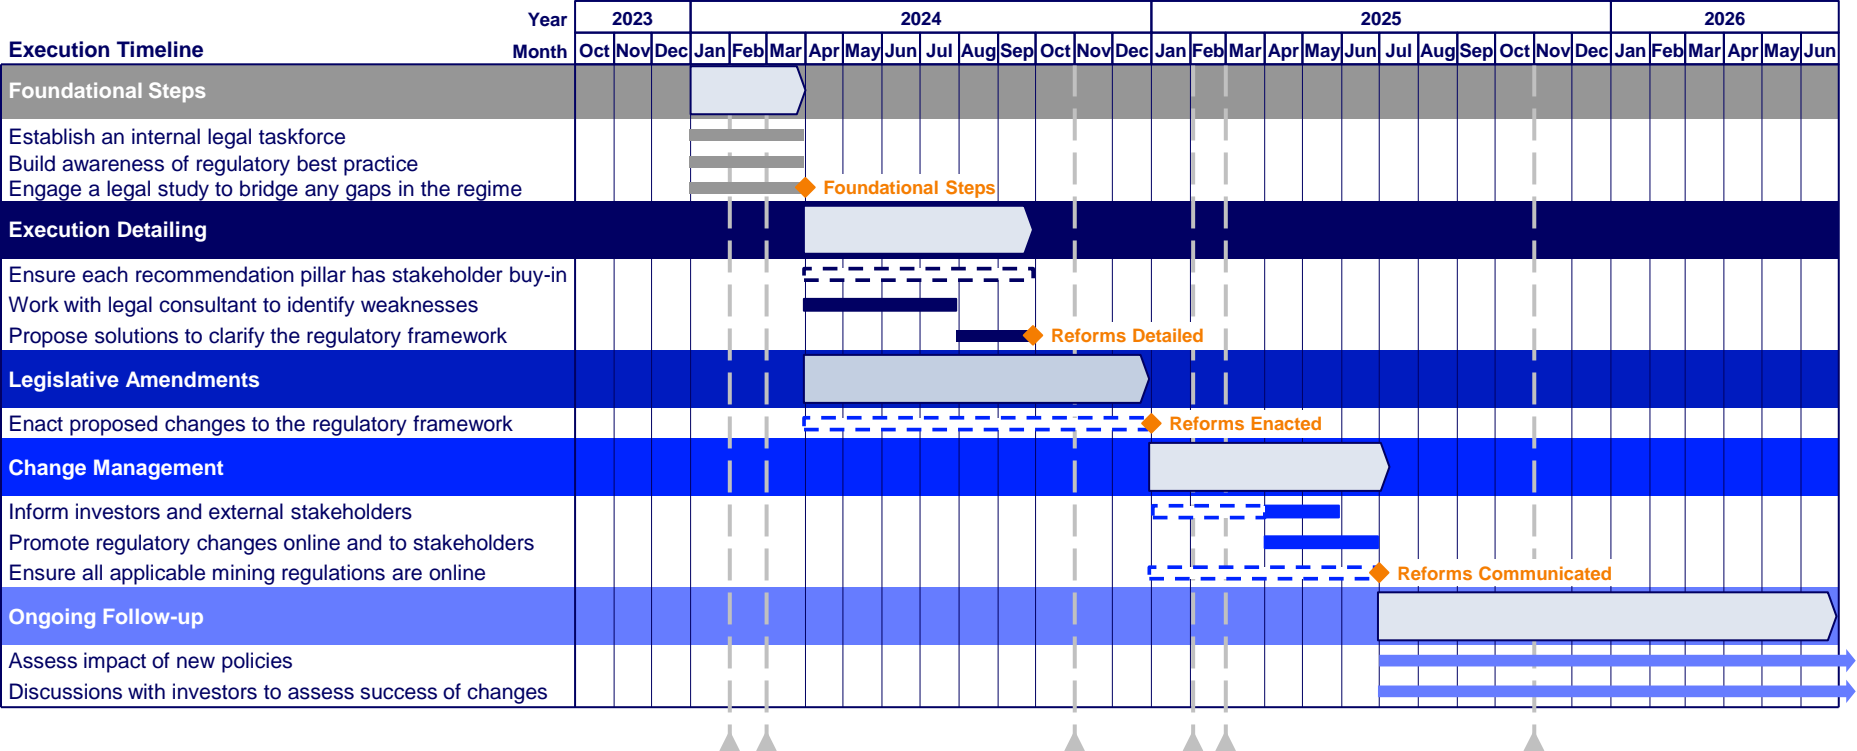 Year 2023 2024 2025 2026
Execution Timeline Month Oct Nov Dec Jan Feb Mar Apr May Jun Jul Aug Sep Oct Nov Dec Jan Feb Mar Apr May Jun Jul Aug Sep Oct Nov Dec Jan Feb Mar Apr May Jun
Foundational Steps
Establish an internal legal taskforce
Build awareness of regulatory best practice
Engage a legal study to bridge any gaps in the regime Foundational Steps
Execution Detailing
Ensure each recommendation pillar has stakeholder buy-in
Work with legal consultant to identify weaknesses
Propose solutions to clarify the regulatory framework Reforms Detailed
Legislative Amendments
Enact proposed changes to the regulatory framework Reforms Enacted
Change Management
Inform investors and external stakeholders
Promote regulatory changes online and to stakeholders
Ensure all applicable mining regulations are online Reforms Communicated
Ongoing Follow-up
Assess impact of new policies
Discussions with investors to assess success of changes